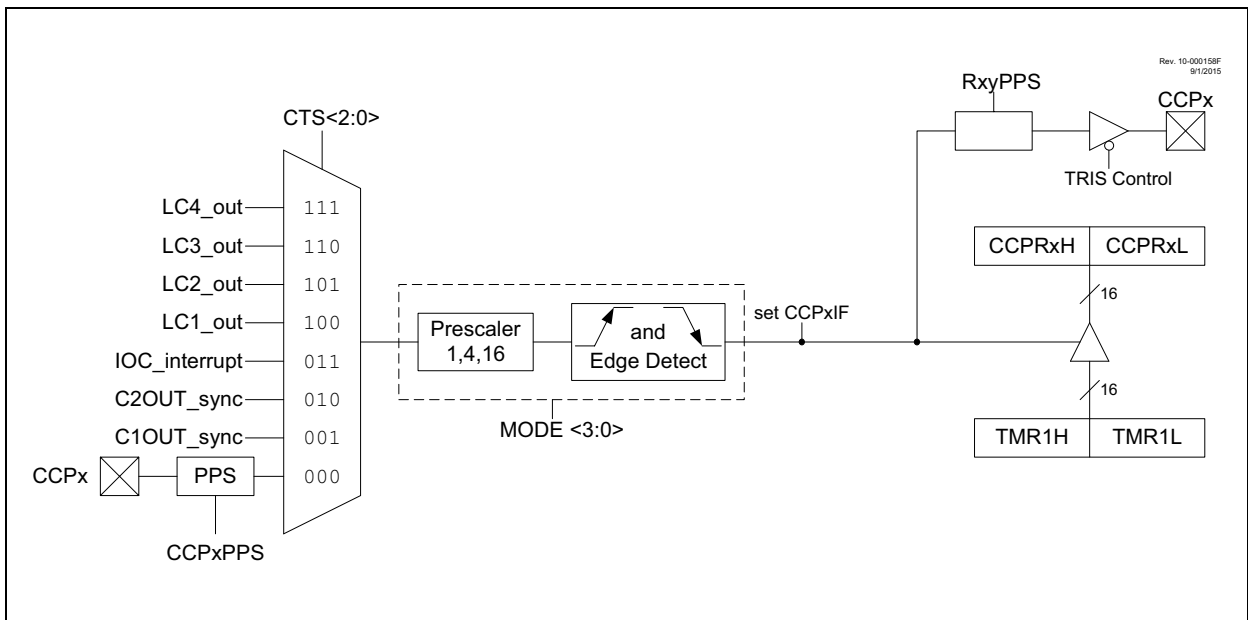 Rev. 10-000158F
9/1/2015
RxyPPS
CCPx
CTS<2:0>
TRIS Control
LC4_out 111
LC3_out 110
LC2_out 101
LC1_out 100
IOC_interrupt 011
C2OUT_sync 010
C1OUT_sync 001
CCPx PPS 000
CCPxPPS
Prescaler
1,4,16
and
Edge Detect
MODE <3:0>
set CCPxIF
CCPRxH CCPRxL
16
16
TMR1H TMR1L